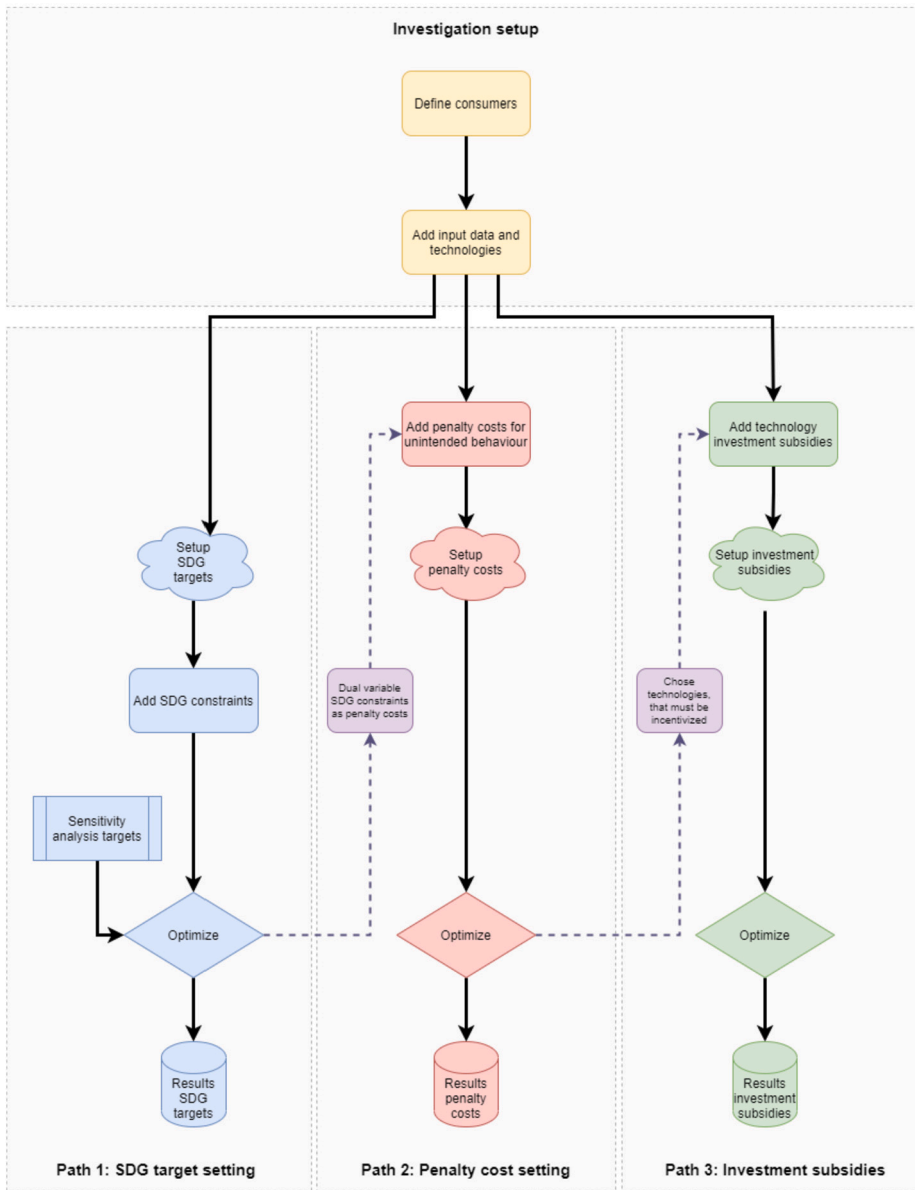 Investigation setup
Define consumers
Add input data and
technologies
Add penalty costs for
unintended behaviour
Add technology
investment subsidies
Setup
SDG
targets
Setup
penalty costs
Setup investment
subsidies
Add SDG constraints
Dual variable
SDG constraints
as penalty costs
Chose
technologies,
that must be
incentivized
Sensitivity
analysis targets
Optimize
Optimize
Optimize
Results
SDG
targets
Results
penalty
costs
Results
investment
subsidies
Path 1: SDG target setting
Path 2: Penalty cost setting
Path 3: Investment subsidies